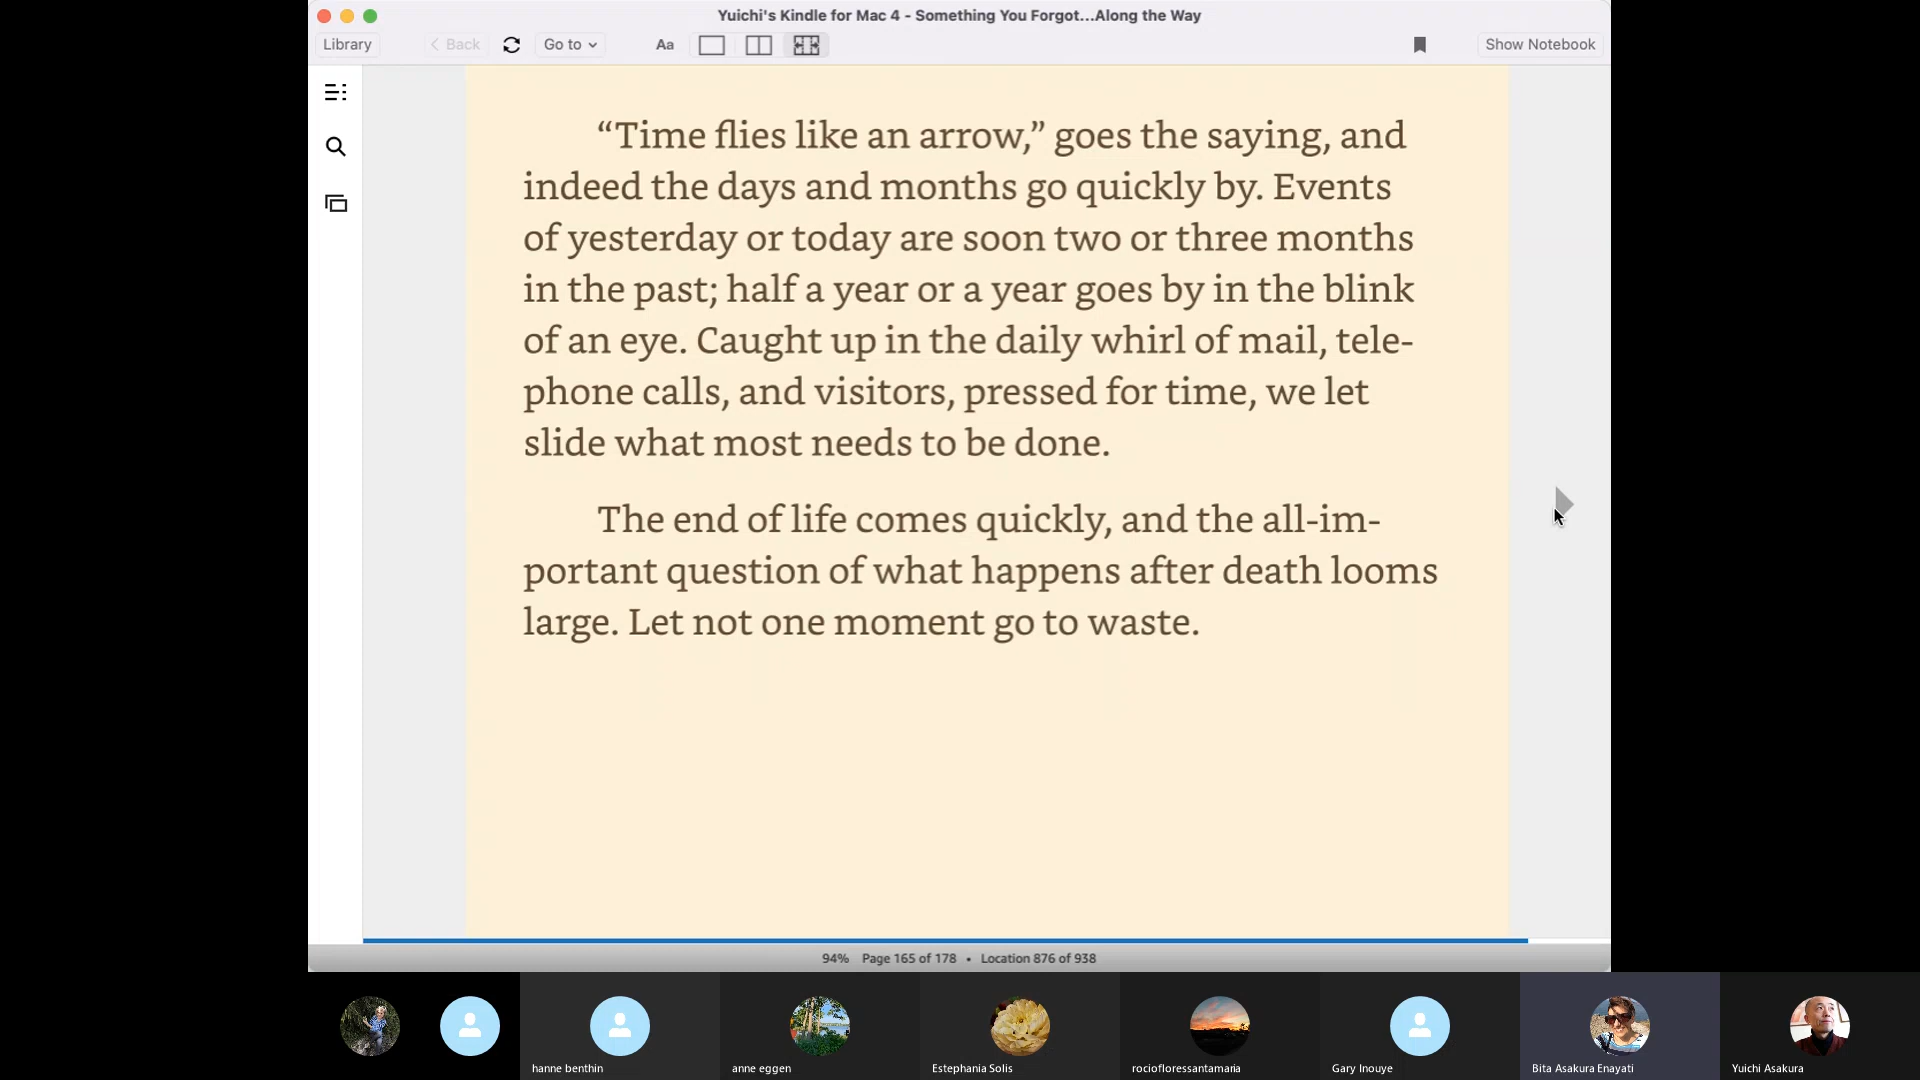 Yuichi's Kindle for Mac 4 - Something You Forgot...Along the Way
Library
Back
Go to
Aa
Show Notebook
“Time flies like an arrow,” goes the saying, and
indeed the days and months go quickly by. Events
of yesterday or today are soon two or three months
in the past; half a year or a year goes by in the blink
of an eye. Caught up in the daily whirl of mail, tele-
phone calls, and visitors, pressed for time, we let
slide what most needs to be done.
The end of life comes quickly, and the all-im-
portant question of what happens after death looms
large. Let not one moment go to waste.
94% Page 165 of 178 • Location 876 of 938
hanne benthin
anne eggen
Estephania Solis
rociofloressantamaria
Gary Inouye
Bita Asakura Enayati
Yuichi Asakura